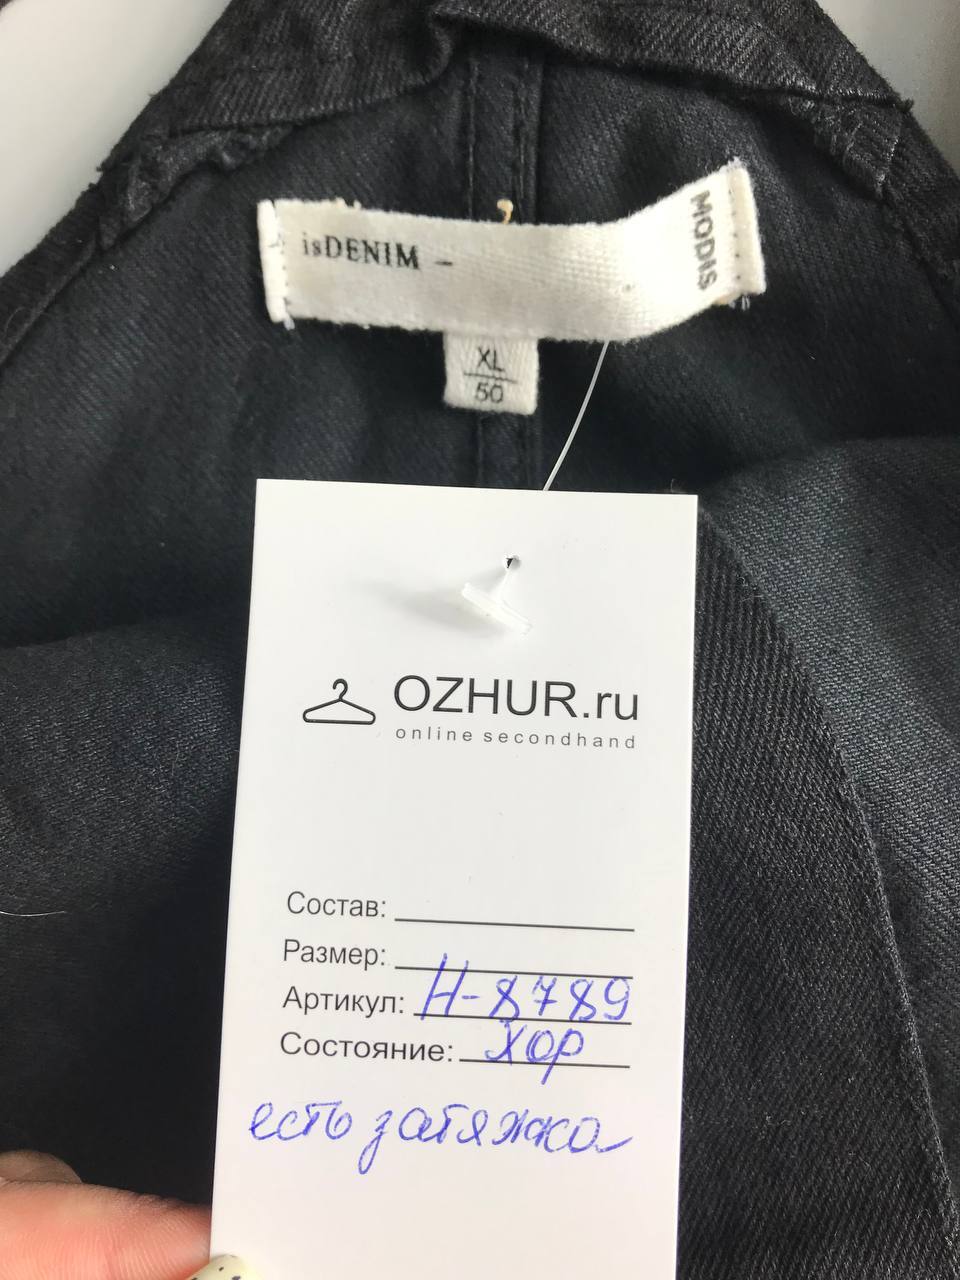 isDENIM –
MODIS
XL
50
OZHUR.ru
online secondhand
Состав:
Размер:
Артикул: Н-8789
Состояние: хор
есть затяжка